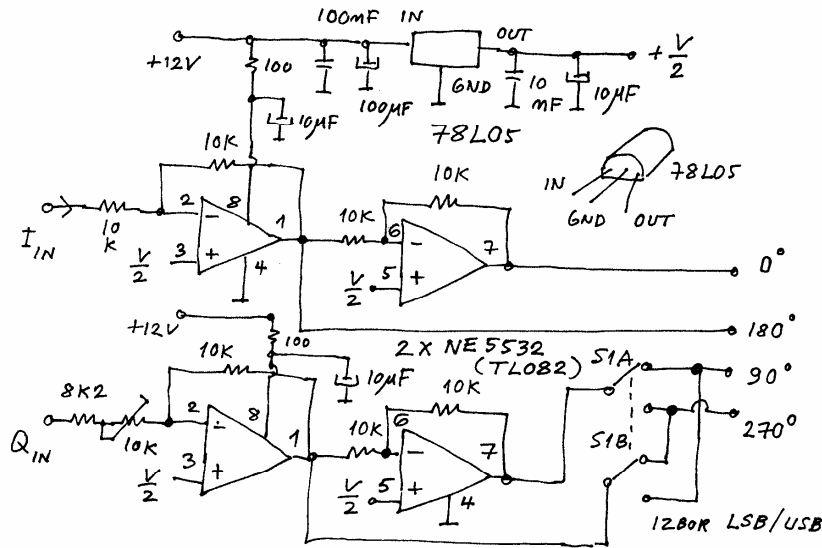 100mF IN
OUT
+12V
100
100µF
GND
10
mF
10µF
+ V/2
10µF
78L05
10K
IN
GND
OUT
78L05
10K
I IN
10
k
2
8
1
3
4
V/2
10K
6
7
5
V/2
0°
+12V
100
180°
2 X NE5532
(TL082)
S1A
90°
10K
10µF
8K2
10K
270°
Q IN
10K
2
8
1
3
V/2
10K
6
7
5
4
V/2
S1B
I2BOR LSB/USB